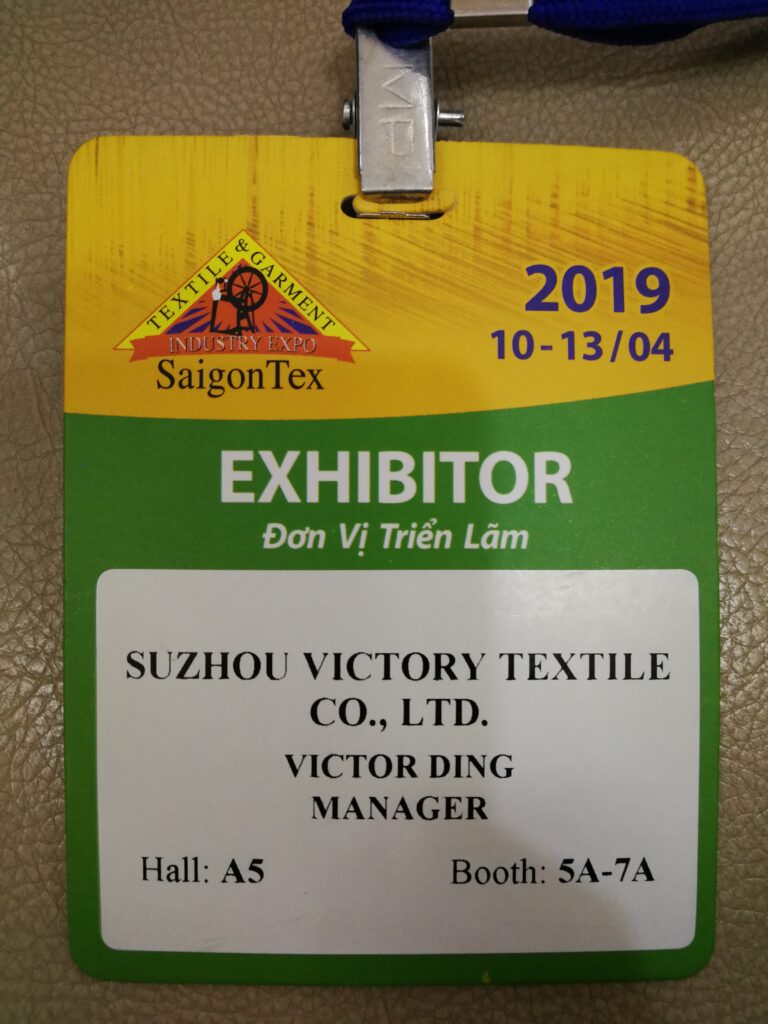 MP
TEXTILE & GARMENT
INDUSTRY EXPO
SaigonTex
2019
10-13/04
EXHIBITOR
Đơn Vị Triển Lãm
SUZHOU VICTORY TEXTILE
CO., LTD.
VICTOR DING
MANAGER
Hall: A5 Booth: 5A-7A